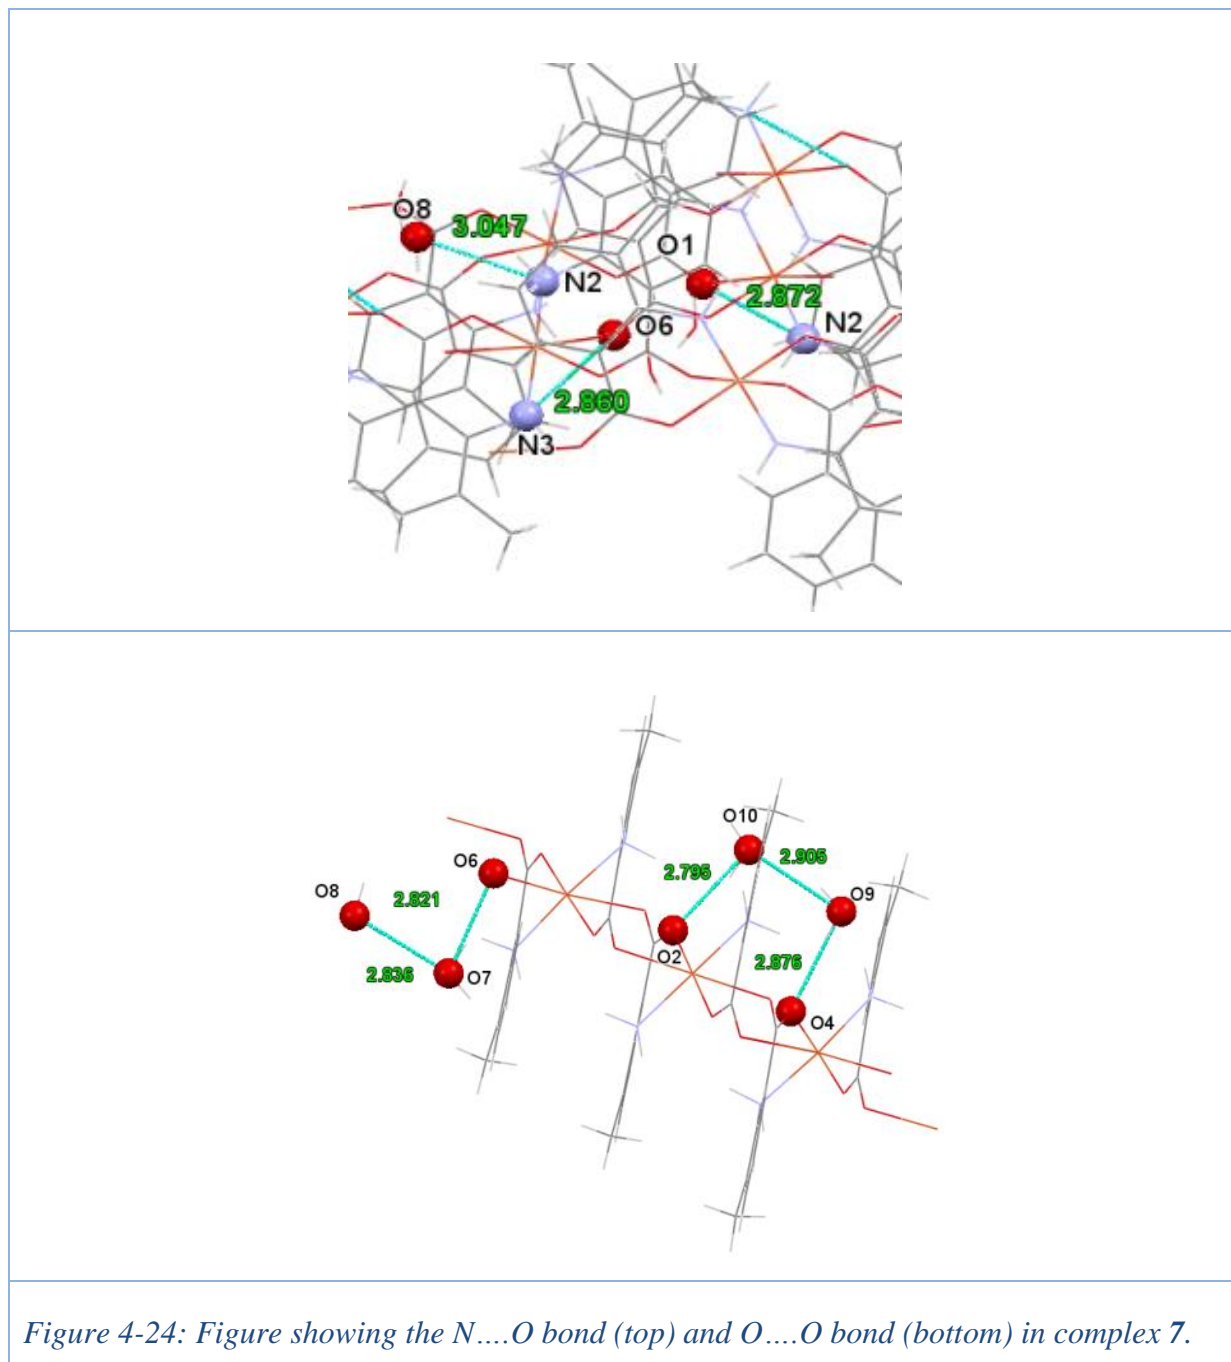 O8
3.047
O1
N2
2.872
O6
N2
2.860
N3
O10
O6
2.795
2.905
O8
2.821
O9
O2
2.876
2.836
O7
O4
Figure 4-24: Figure showing the N....O bond (top) and O....O bond (bottom) in complex 7.